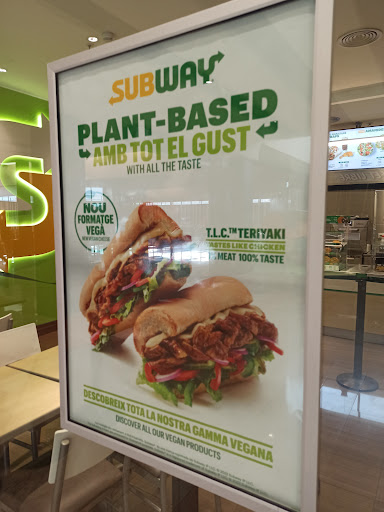 SUBWAY
PLANT-BASED
AMB TOT EL GUST
WITH ALL THE TASTE
NOU
FORMATGE
VEGÀ
T.L.C.™ TERIYAKI
TASTES LIKE CHICKEN
MEAT 100% TASTE
DESCOBREIX TOTA LA NOSTRA GAMMA VEGANA
DISCOVER ALL OUR VEGAN PRODUCTS